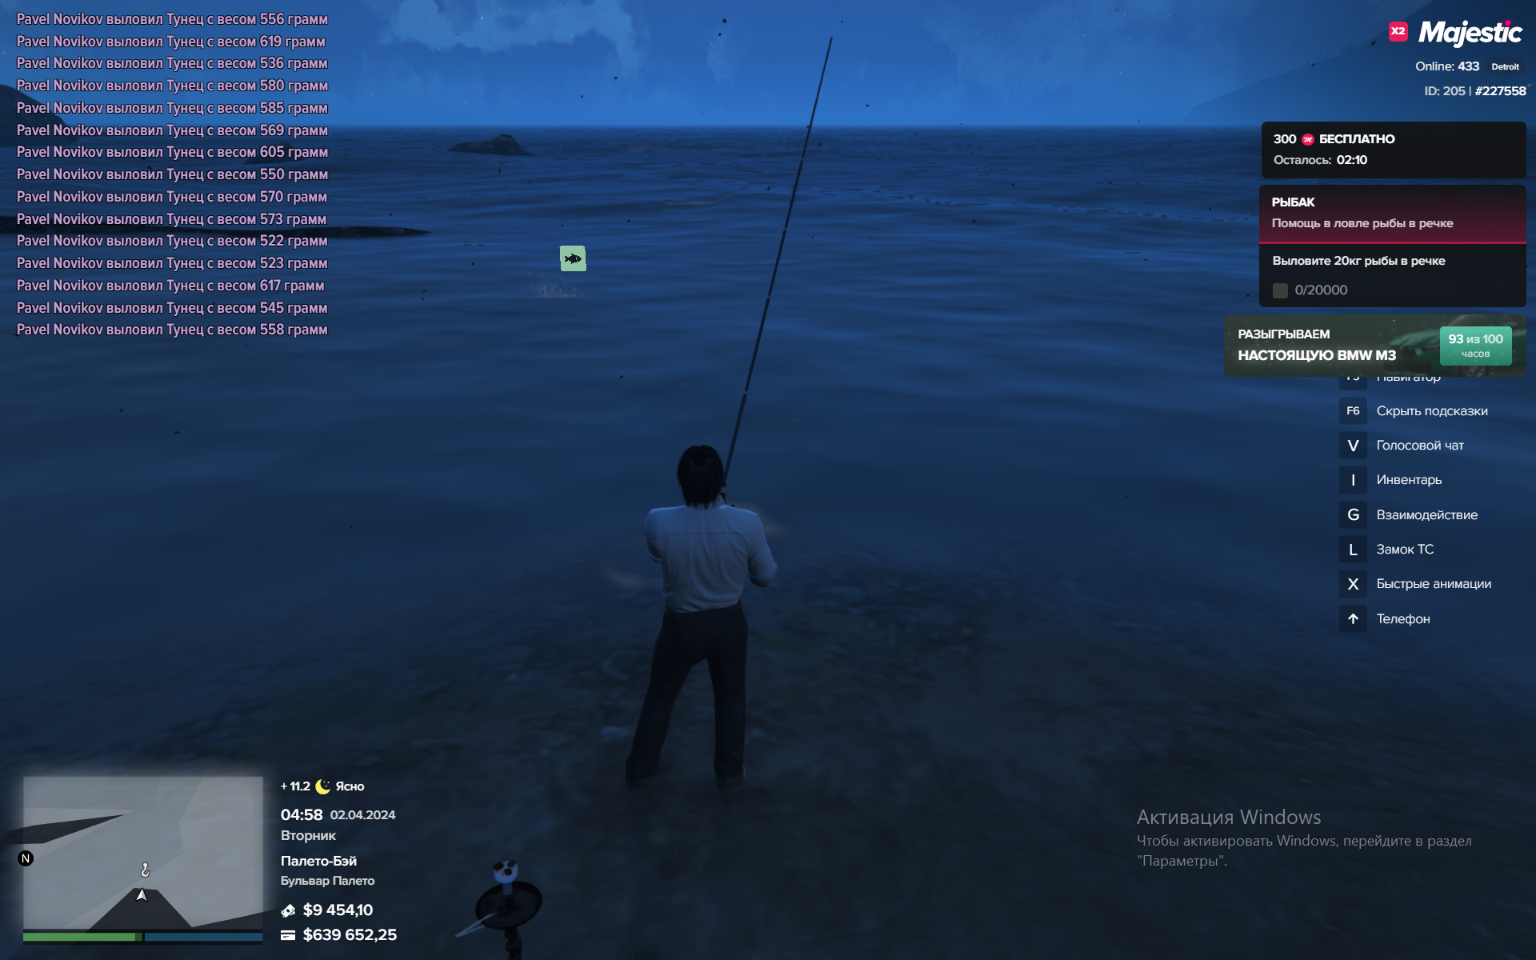 Pavel Novikov выловил Тунец с весом 556 грамм
Pavel Novikov выловил Тунец с весом 619 грамм
Pavel Novikov выловил Тунец с весом 536 грамм
Pavel Novikov выловил Тунец с весом 580 грамм
Pavel Novikov выловил Тунец с весом 585 грамм
Pavel Novikov выловил Тунец с весом 569 грамм
Pavel Novikov выловил Тунец с весом 605 грамм
Pavel Novikov выловил Тунец с весом 550 грамм
Pavel Novikov выловил Тунец с весом 570 грамм
Pavel Novikov выловил Тунец с весом 573 грамм
Pavel Novikov выловил Тунец с весом 522 грамм
Pavel Novikov выловил Тунец с весом 523 грамм
Pavel Novikov выловил Тунец с весом 617 грамм
Pavel Novikov выловил Тунец с весом 545 грамм
Pavel Novikov выловил Тунец с весом 558 грамм
X2 Majestic
Online: 433 Detroit
ID: 205 | #227558
300 БЕСПЛАТНО
Осталось: 02:10
РЫБАК
Помощь в ловле рыбы в речке
Выловите 20кг рыбы в речке
0/20000
РАЗЫГРЫВАЕМ
НАСТОЯЩУЮ BMW M3
93 из 100
часов
Навигатор
F6 Скрыть подсказки
V Голосовой чат
I Инвентарь
G Взаимодействие
L Замок ТС
X Быстрые анимации
Телефон
N
+ 11.2 Ясно
04:58 02.04.2024
Вторник
Палето-Бэй
Бульвар Палето
$9 454,10
$639 652,25
Активация Windows
Чтобы активировать Windows, перейдите в раздел
"Параметры".